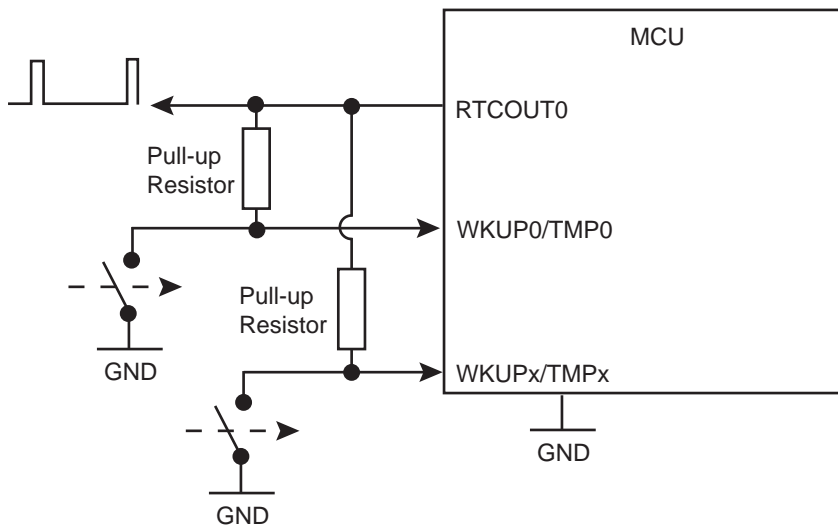 MCU
RTCOUT0
Pull-up
Resistor
WKUP0/TMP0
Pull-up
Resistor
GND
WKUPx/TMPx
GND
GND